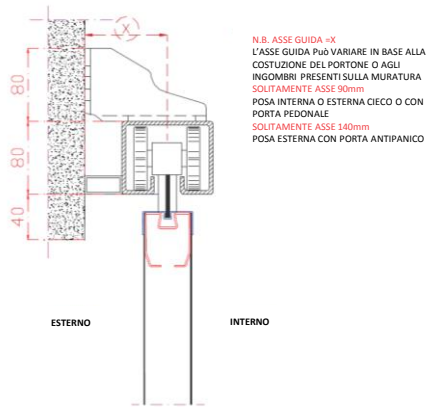 X
N.B. ASSE GUIDA =X
L'ASSE GUIDA Può VARIARE IN BASE ALLA
COSTUZIONE DEL PORTONE O AGLI
INGOMBRI PRESENTI SULLA MURATURA
SOLITAMENTE ASSE 90mm
POSA INTERNA O ESTERNA CIECO O CON
PORTA PEDONALE
SOLITAMENTE ASSE 140mm
POSA ESTERNA CON PORTA ANTIPANICO
80
80
40
ESTERNO
INTERNO